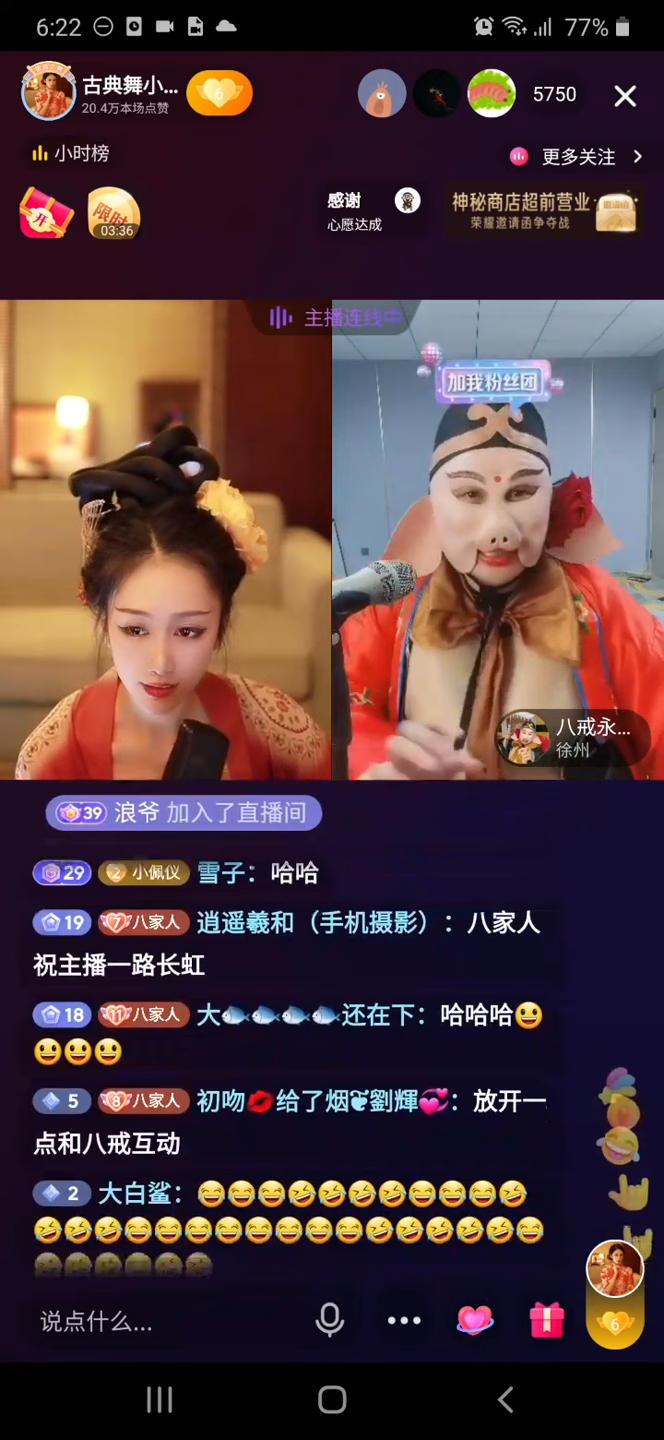 6:22
77%
古典舞小...
20.4万本场点赞
6
5750
小时榜
更多关注
开
限时
03:36
感谢
心愿达成
神秘商店超前营业
荣耀邀请函争夺战
主播连线中
加我粉丝团
八戒永...
徐州
39 浪爷 加入了直播间
29 2 小佩仪 雪子：哈哈
19 7 八家人 逍遥羲和（手机摄影）：八家人
祝主播一路长虹
18 11 八家人 大🐟🐟🐟🐟还在下：哈哈哈😃
😃😃😃
5 8 八家人 初吻💋给了烟❦劉輝💞：放开一
点和八戒互动
2 大白鲨：😂😂😂🤣🤣🤣🤣😂😂😂🤣
🤣🤣🤣😂😂😂😂😂😂😂😂🤣🤣🤣🤣🤣😂
说点什么...
6